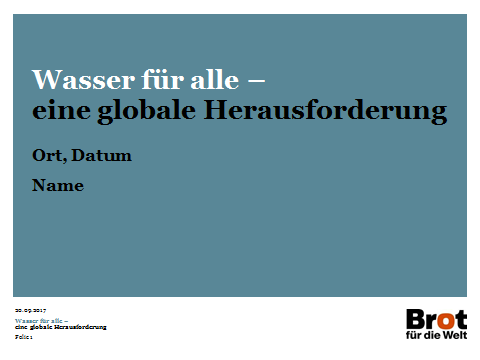 Wasser für alle –
eine globale Herausforderung
Ort, Datum
Name
20.09.2017
Wasser für alle –
eine globale Herausforderung
Folie 1
Brot
für die Welt